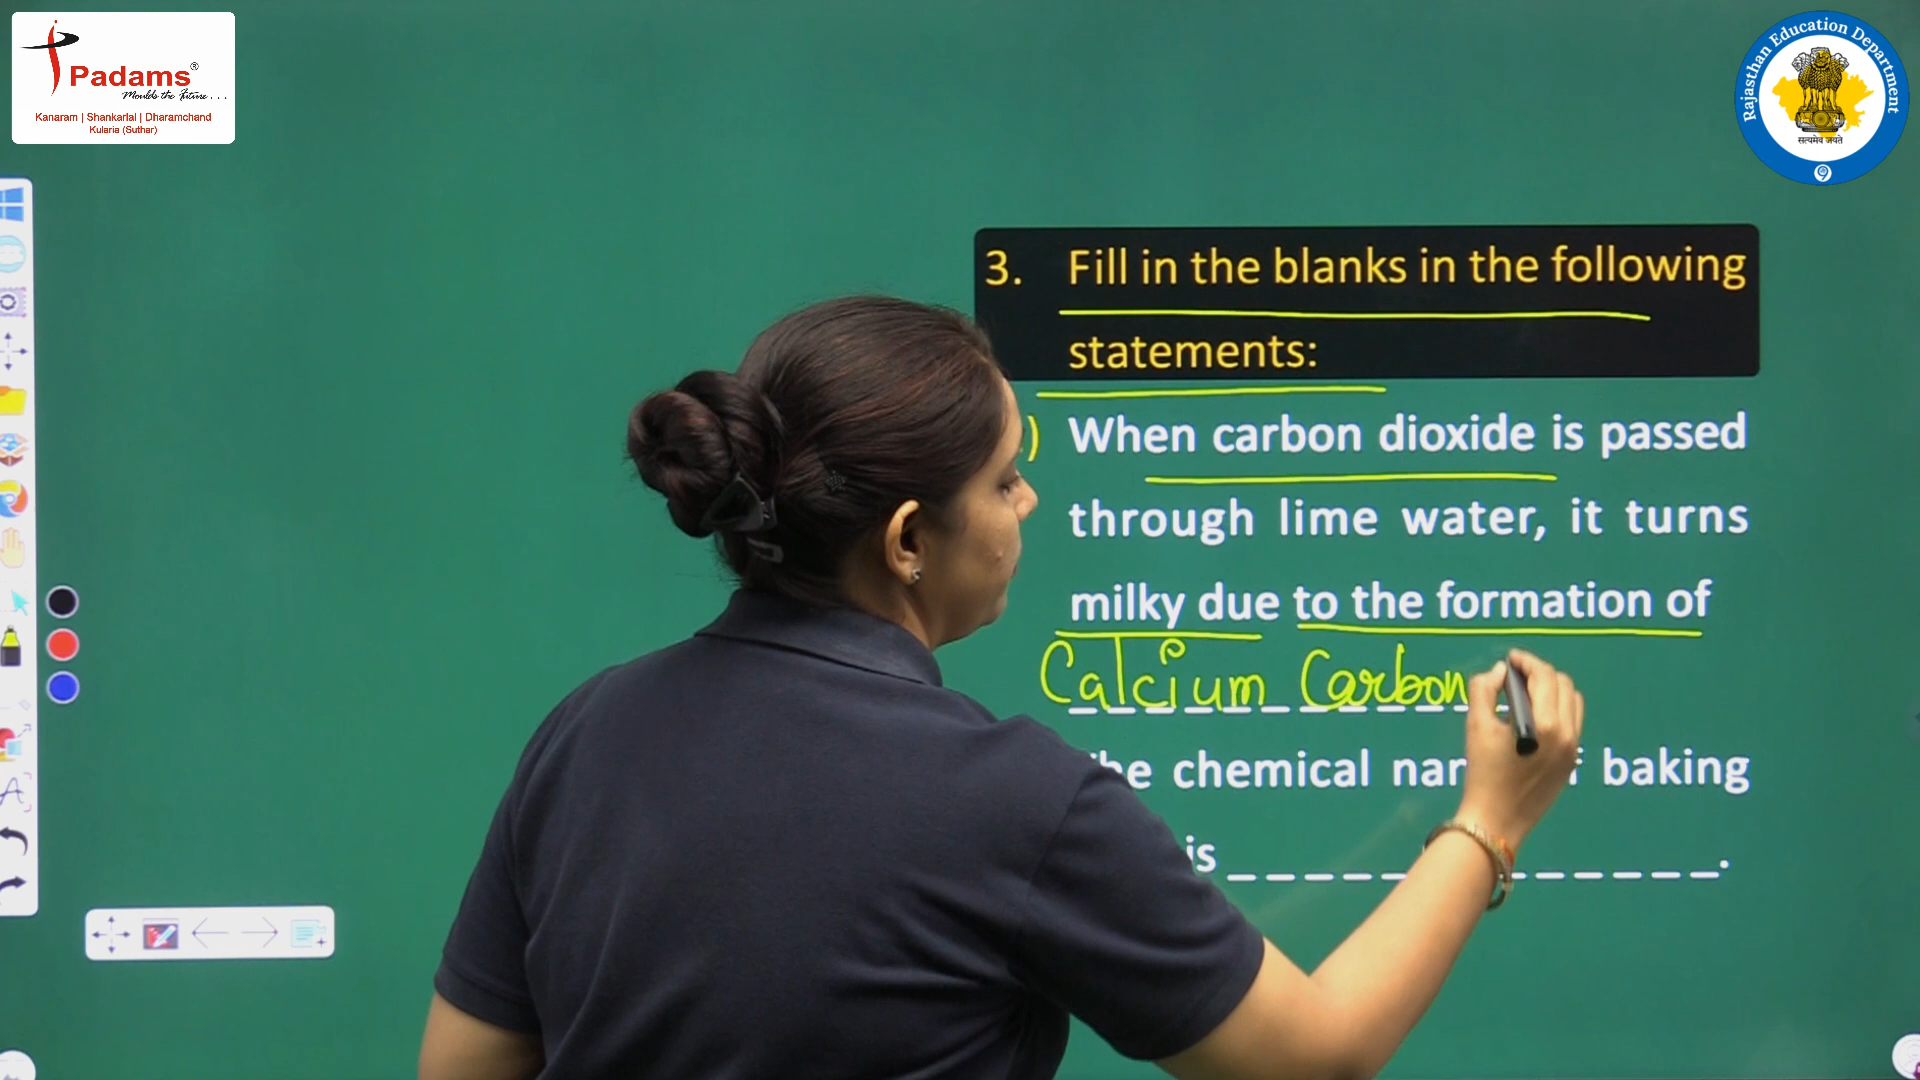 Padams®
Moulds the Future . . .
Kanaram | Shankarlal | Dharamchand
Kularia (Suthar)
Rajasthan Education Department
सत्यमेव जयते
3. Fill in the blanks in the following
statements:
) When carbon dioxide is passed
through lime water, it turns
milky due to the formation of
Calcium Carbon
chemical baking
is _ _ _ _ _ _ _ _ _ _ _ _ _.